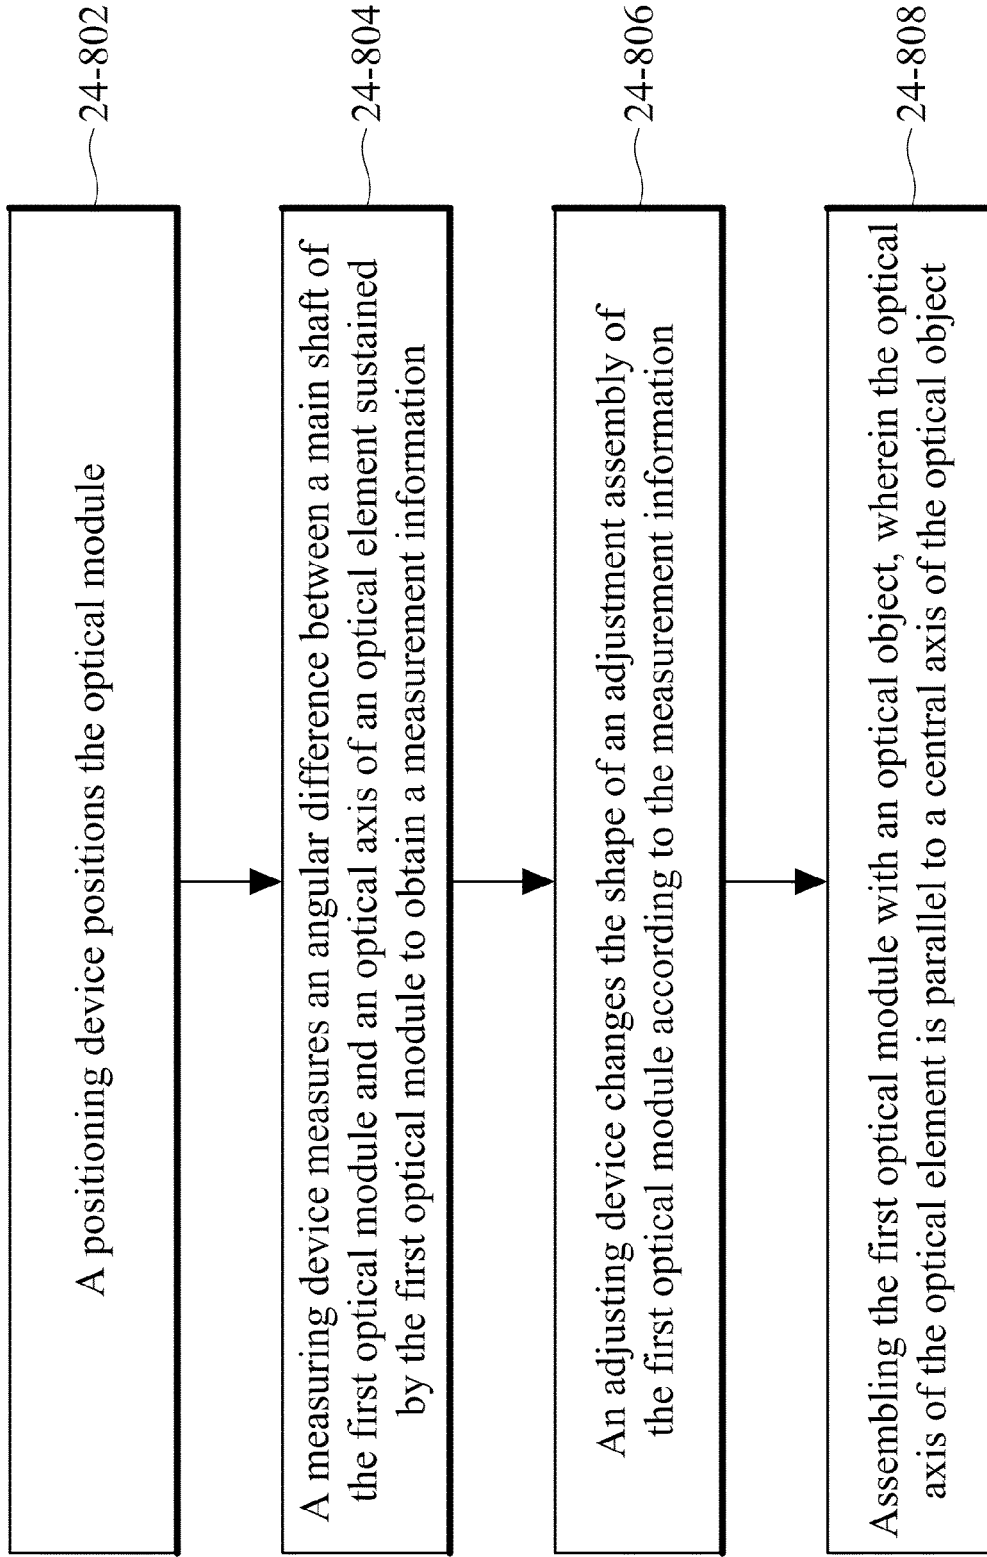 A positioning device positions the optical module
24-802
A measuring device measures an angular difference between a main shaft of
the first optical module and an optical axis of an optical element sustained
by the first optical module to obtain a measurement information
24-804
An adjusting device changes the shape of an adjustment assembly of
the first optical module according to the measurement information
24-806
Assembling the first optical module with an optical object, wherein the optical
axis of the optical element is parallel to a central axis of the optical object
24-808